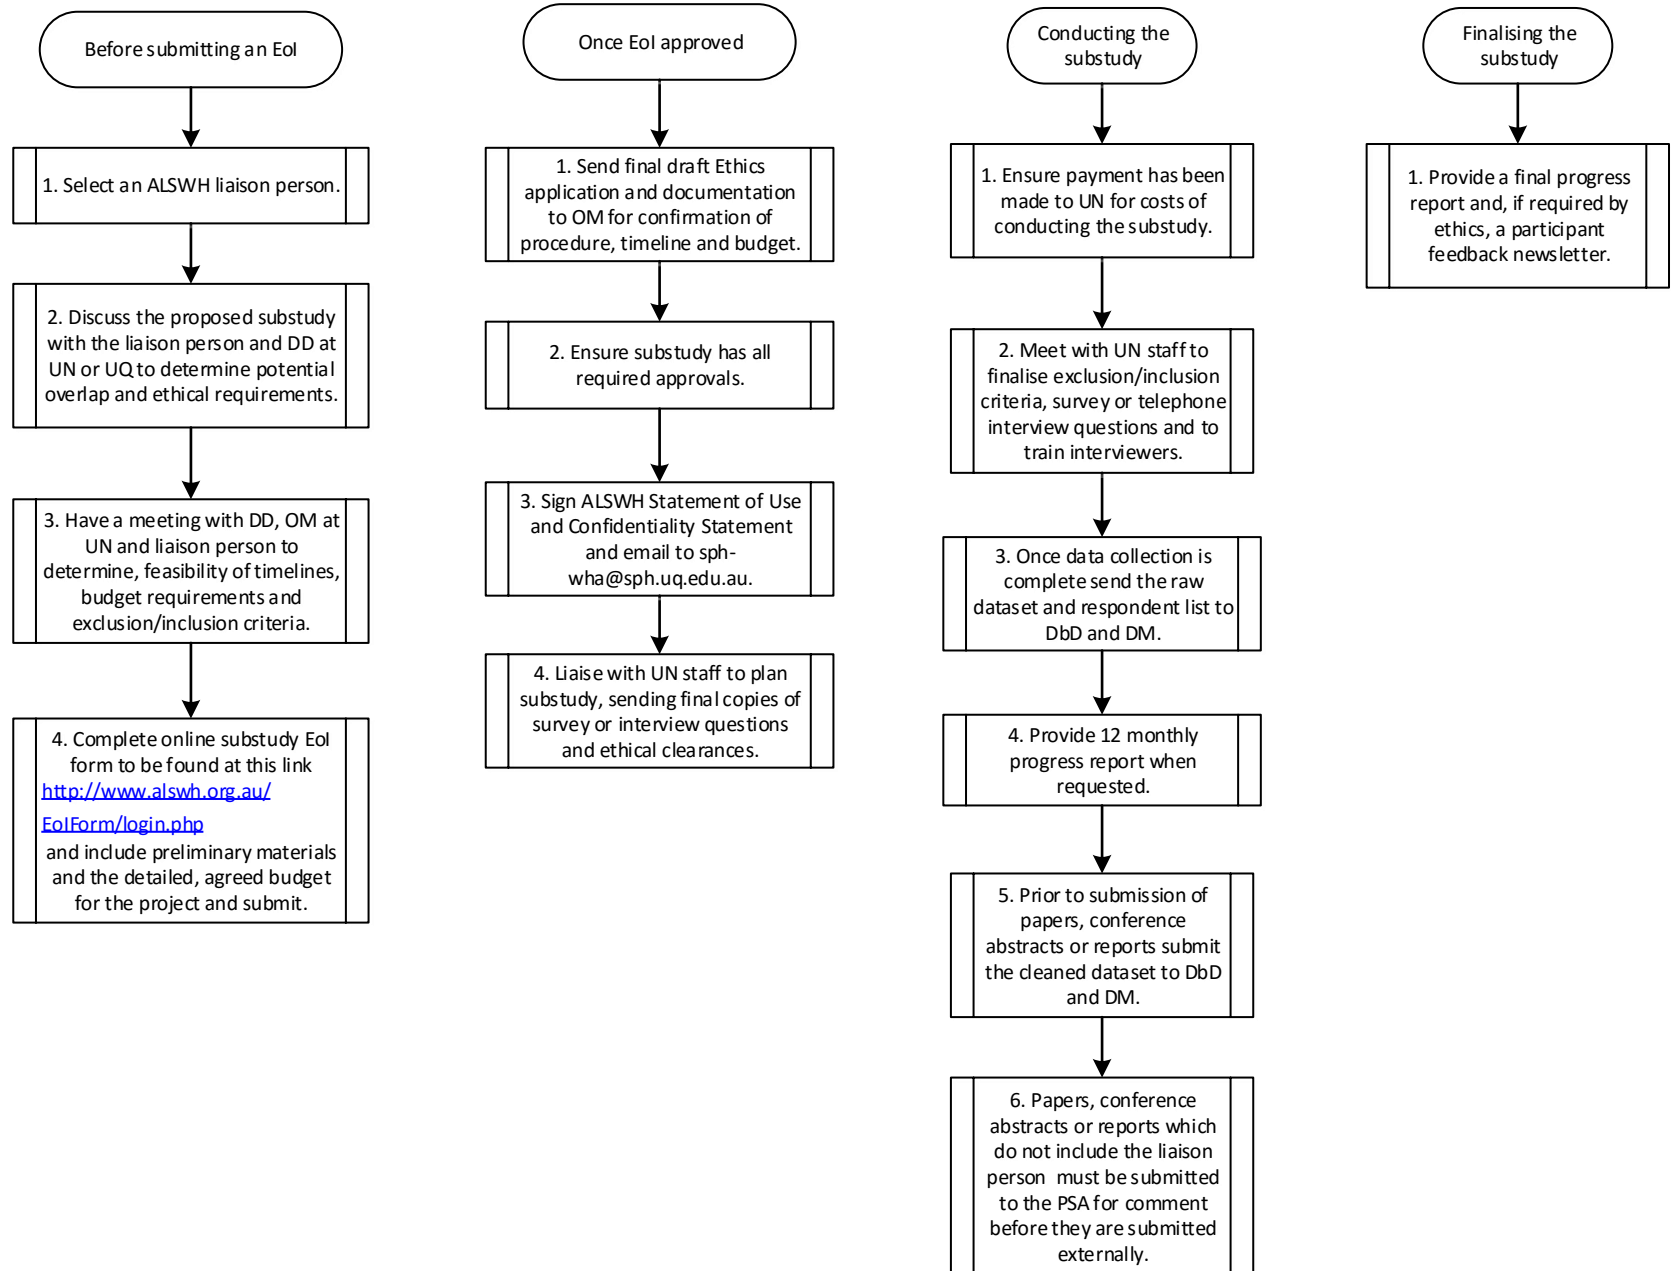 Before submitting an EoI
1. Select an ALSWH liaison person.
2. Discuss the proposed substudy
with the liaison person and DD at
UN or UQ to determine potential
overlap and ethical requirements.
3. Have a meeting with DD, OM at
UN and liaison person to
determine, feasibility of timelines,
budget requirements and
exclusion/inclusion criteria.
4. Complete online substudy EoI
form to be found at this link
http://www.alswh.org.au/
EoIForm/login.php
and include preliminary materials
and the detailed, agreed budget
for the project and submit.
Once EoI approved
1. Send final draft Ethics
application and documentation
to OM for confirmation of
procedure, timeline and budget.
2. Ensure substudy has all
required approvals.
3. Sign ALSWH Statement of Use
and Confidentiality Statement
and email to sph-
wha@sph.uq.edu.au.
4. Liaise with UN staff to plan
substudy, sending final copies of
survey or interview questions
and ethical clearances.
Conducting the
substudy
1. Ensure payment has been
made to UN for costs of
conducting the substudy.
2. Meet with UN staff to
finalise exclusion/inclusion
criteria, survey or telephone
interview questions and to
train interviewers.
3. Once data collection is
complete send the raw
dataset and respondent list to
DbD and DM.
4. Provide 12 monthly
progress report when
requested.
5. Prior to submission of
papers, conference
abstracts or reports submit
the cleaned dataset to DbD
and DM.
6. Papers, conference
abstracts or reports which
do not include the liaison
person must be submitted
to the PSA for comment
before they are submitted
externally.
Finalising the
substudy
1. Provide a final progress
report and, if required by
ethics, a participant
feedback newsletter.